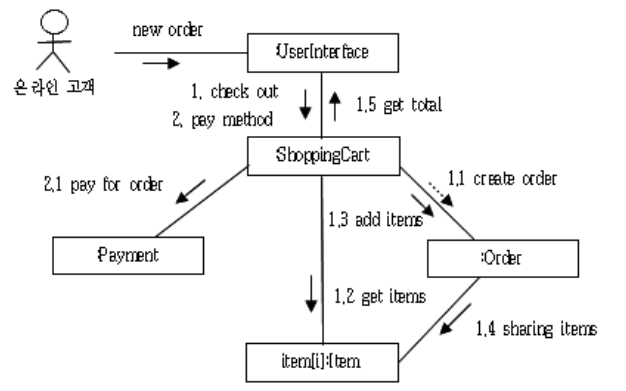 new order
온라인 고객
:UserInterface
1. check out
2. pay method
1.5 get total
:ShoppingCart
2.1 pay for order
1.1 create order
1.3 add items
:Payment
:Order
1.2 get items
1.4 sharing items
item[i]:Item